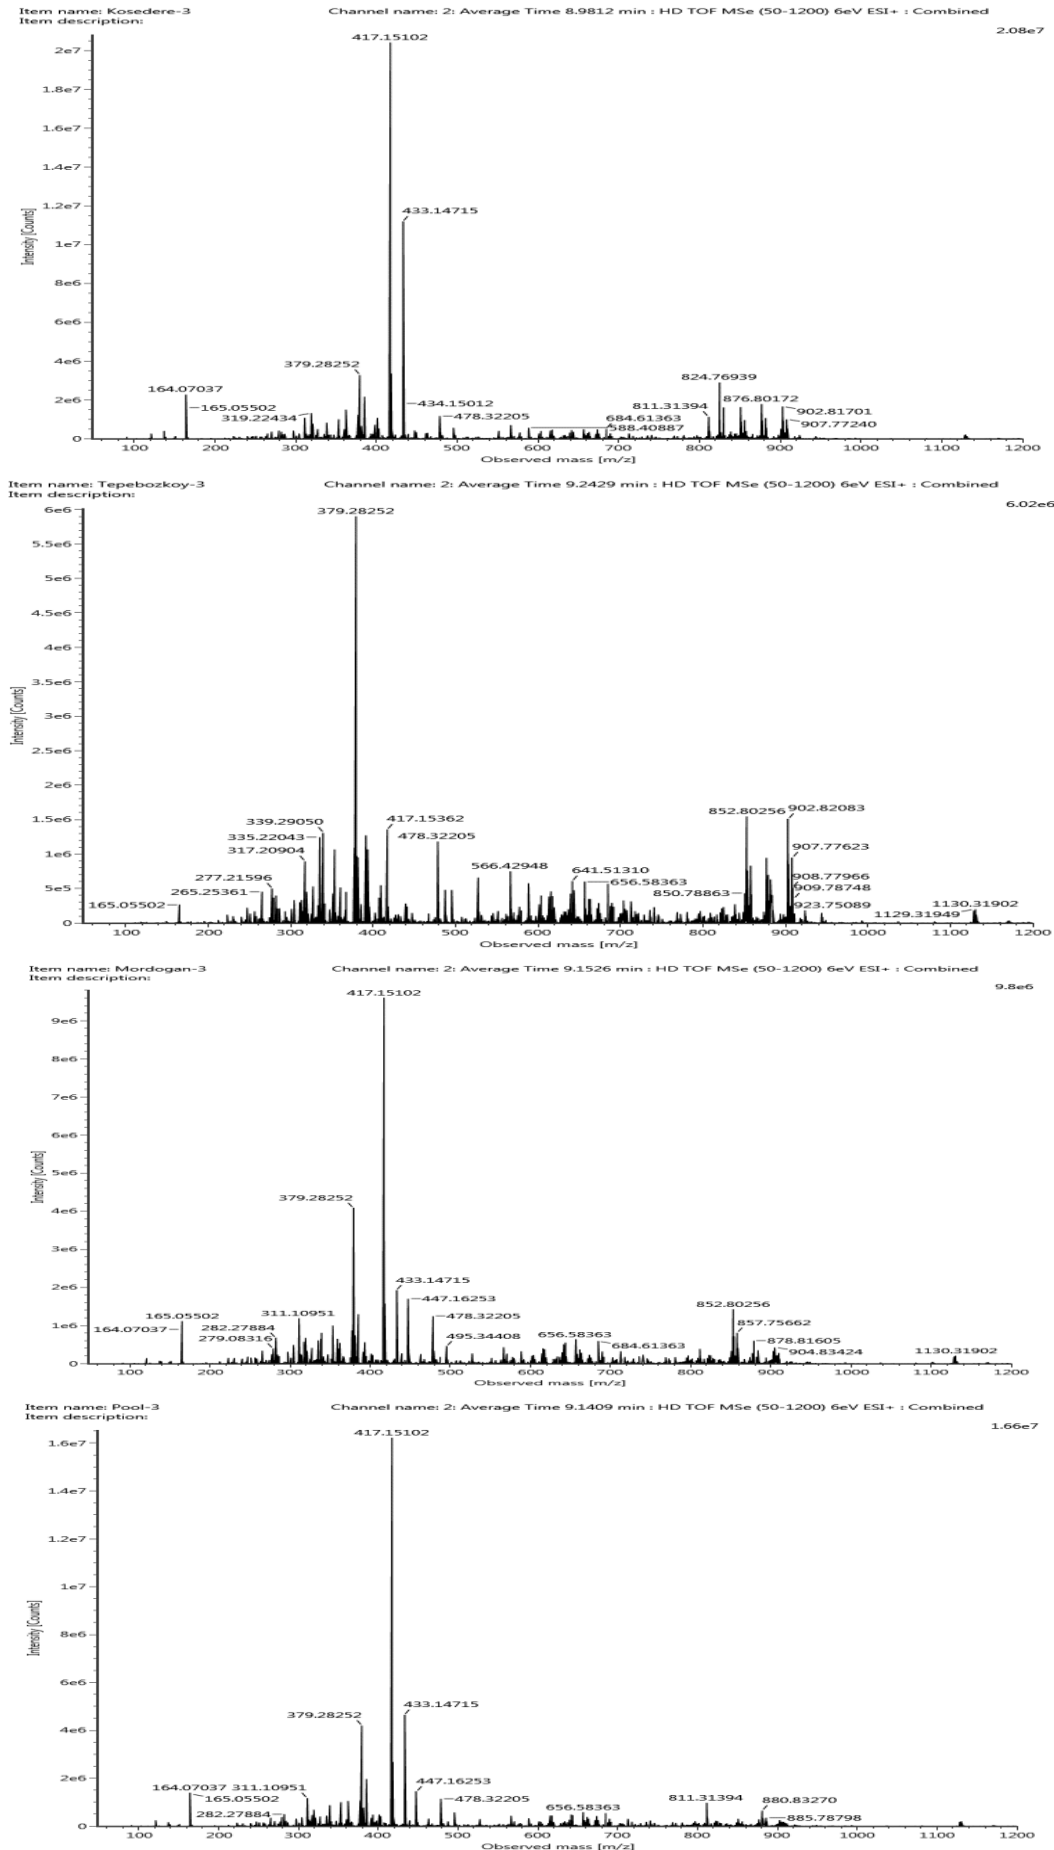 Item name: Kosedere-3 Channel name: 2: Average Time 8.9812 min : HD TOF MSe (50-1200) 6eV ESI+ : Combined
Item description:
2.08e7
417.15102
2e7
1.8e7
1.6e7
1.4e7
1.2e7
433.14715
Intensity [Counts]
1e7
8e6
6e6
4e6
379.28252
824.76939
164.07037
876.80172
2e6
165.05502
434.15012
811.31394
902.81701
319.22434
478.32205
684.61363
907.77240
588.40887
0
100 200 300 400 500 600 700 800 900 1000 1100 1200
Observed mass [m/z]
Item name: Tepebozkoy-3 Channel name: 2: Average Time 9.2429 min : HD TOF MSe (50-1200) 6eV ESI+ : Combined
Item description:
6.02e6
379.28252
6e6
5.5e6
5e6
4.5e6
4e6
3.5e6
Intensity [Counts]
3e6
2.5e6
2e6
852.80256 902.82083
1.5e6
339.29050 417.15362
335.22043 478.32205
317.20904
1e6
907.77623
566.42948 641.51310
277.21596
908.77966
656.58363
265.25361
850.78863 909.78748
5e5
165.05502
923.75089
1130.31902
1129.31949
0
100 200 300 400 500 600 700 800 900 1000 1100 1200
Observed mass [m/z]
Item name: Mordogan-3 Channel name: 2: Average Time 9.1526 min : HD TOF MSe (50-1200) 6eV ESI+ : Combined
Item description:
9.8e6
417.15102
9e6
8e6
7e6
6e6
Intensity [Counts]
5e6
4e6
379.28252
3e6
2e6
433.14715
447.16253
852.80256
165.05502 311.10951
478.32205
857.75662
164.07037 282.27884
1e6
656.58363
878.81605
279.08316
495.34408
684.61363
904.83424
1130.31902
0
100 200 300 400 500 600 700 800 900 1000 1100 1200
Observed mass [m/z]
Item name: Pool-3 Channel name: 2: Average Time 9.1409 min : HD TOF MSe (50-1200) 6eV ESI+ : Combined
Item description:
1.66e7
417.15102
1.6e7
1.4e7
1.2e7
1e7
Intensity [Counts]
8e6
6e6
433.14715
379.28252
4e6
164.07037 311.10951
447.16253
2e6
165.05502
478.32205
811.31394
880.83270
282.27884
656.58363
885.78798
0
100 200 300 400 500 600 700 800 900 1000 1100 1200
Observed mass [m/z]